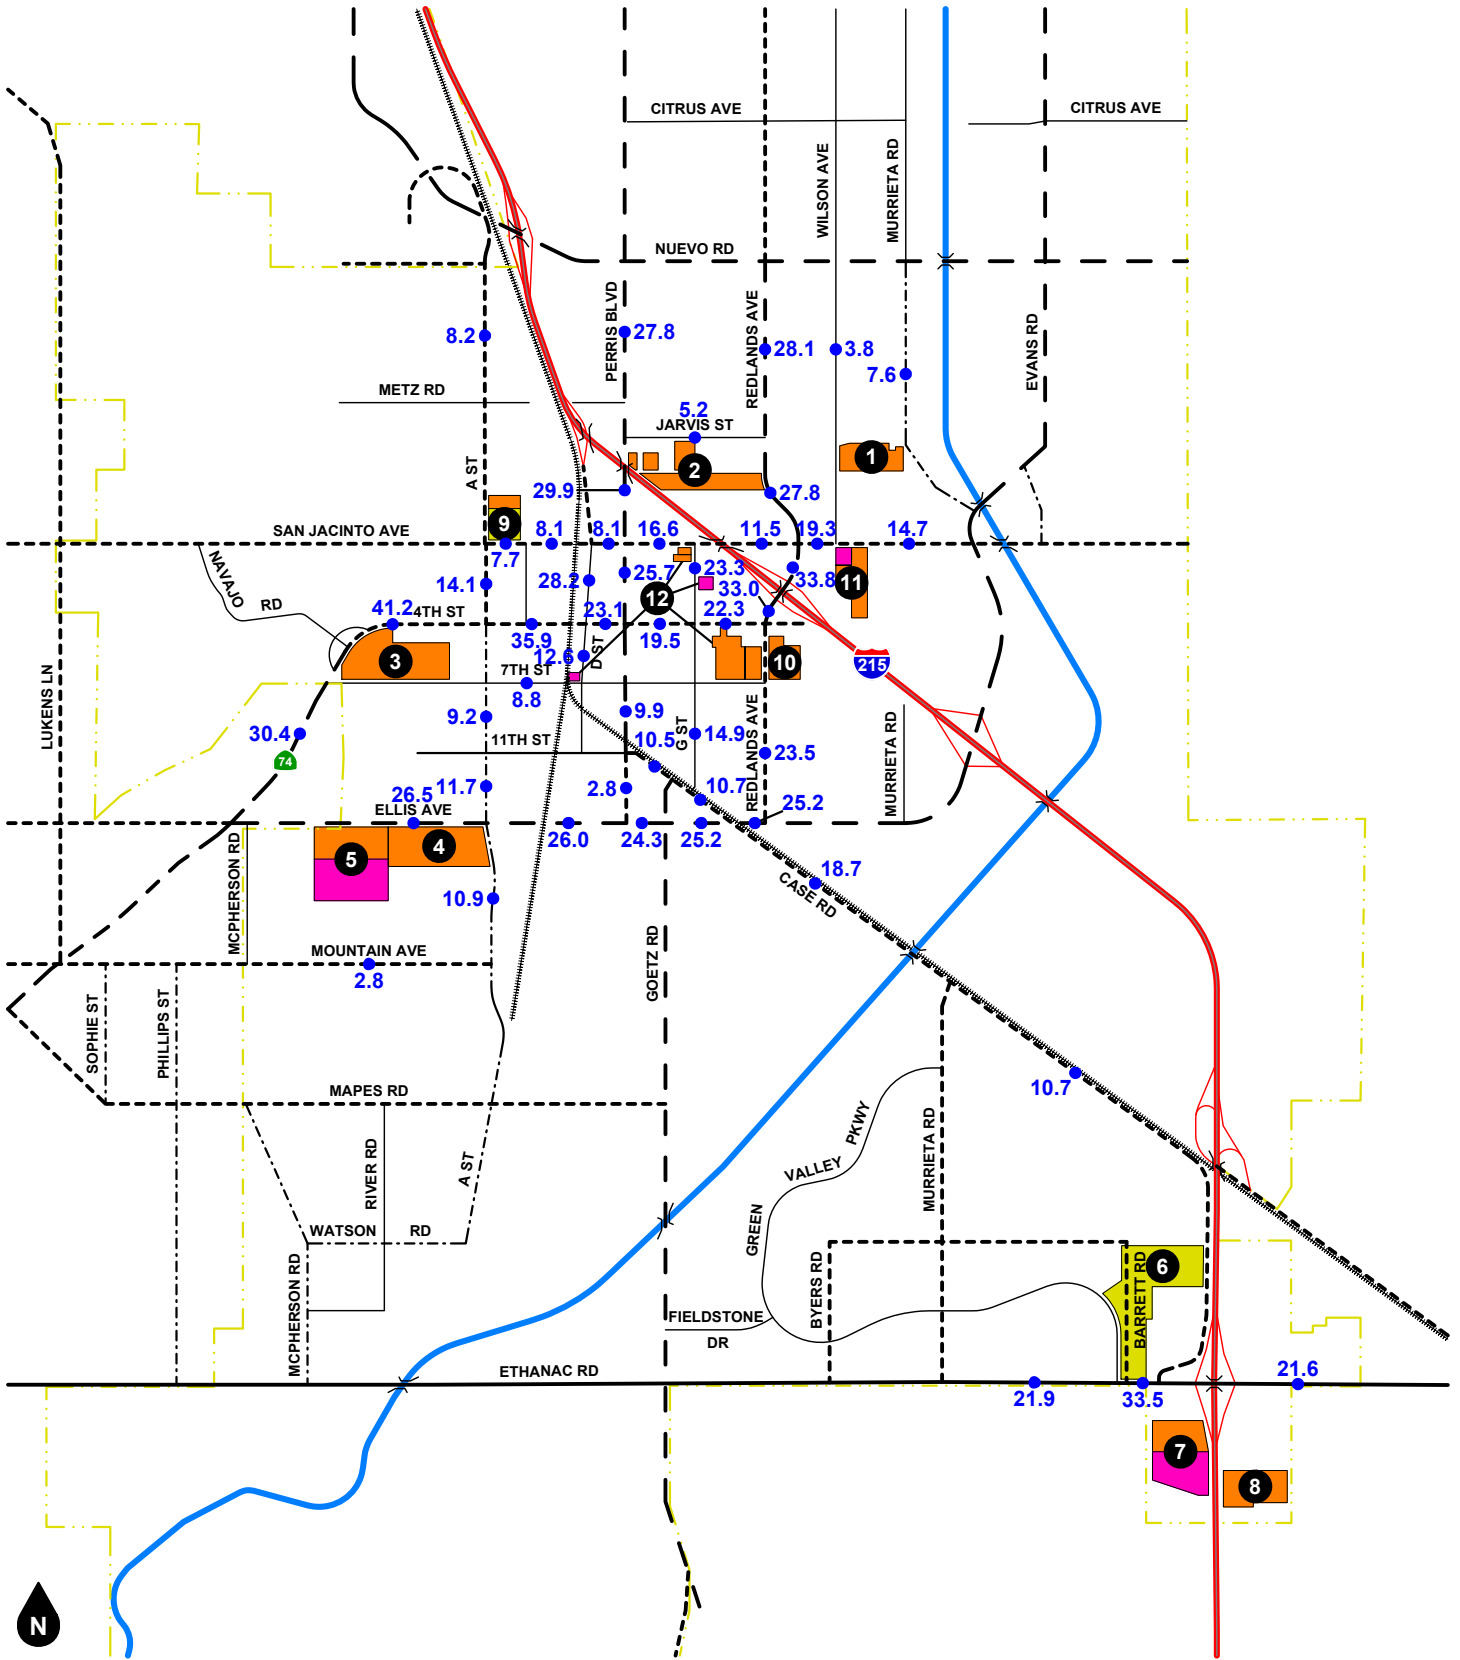 CITRUS AVE
CITRUS AVE
WILSON AVE
MURRIETA RD
NUEVO RD
PERRIS BLVD
REDLANDS AVE
EVANS RD
8.2
27.8
28.1
3.8
7.6
METZ RD
5.2
JARVIS ST
1
2
A ST
29.9
27.8
9
SAN JACINTO AVE
8.1
8.1
16.6
11.5
19.3
14.7
7.7
NAVAJO
RD
14.1
28.2
25.7
23.3
33.0
33.8
11
12
41.2
4TH ST
23.1
22.3
35.9
19.5
12.6
D ST
3
7TH ST
10
215
8.8
LUKENS LN
9.2
9.9
30.4
74
11TH ST
10.5
G ST
14.9
REDLANDS AVE
23.5
MURRIETA RD
11.7
2.8
10.7
26.5
ELLIS AVE
25.2
26.0
24.3
25.2
MCPHERSON RD
5
4
18.7
CASE RD
10.9
MOUNTAIN AVE
2.8
GOETZ RD
SOPHIE ST
PHILLIPS ST
MAPES RD
10.7
RIVER RD
A ST
PKWY
VALLEY
GREEN
MURRIETA RD
WATSON
RD
MCPHERSON RD
BYERS RD
BARRETT RD
6
FIELDSTONE
DR
ETHANAC RD
21.9
33.5
21.6
7
8
N